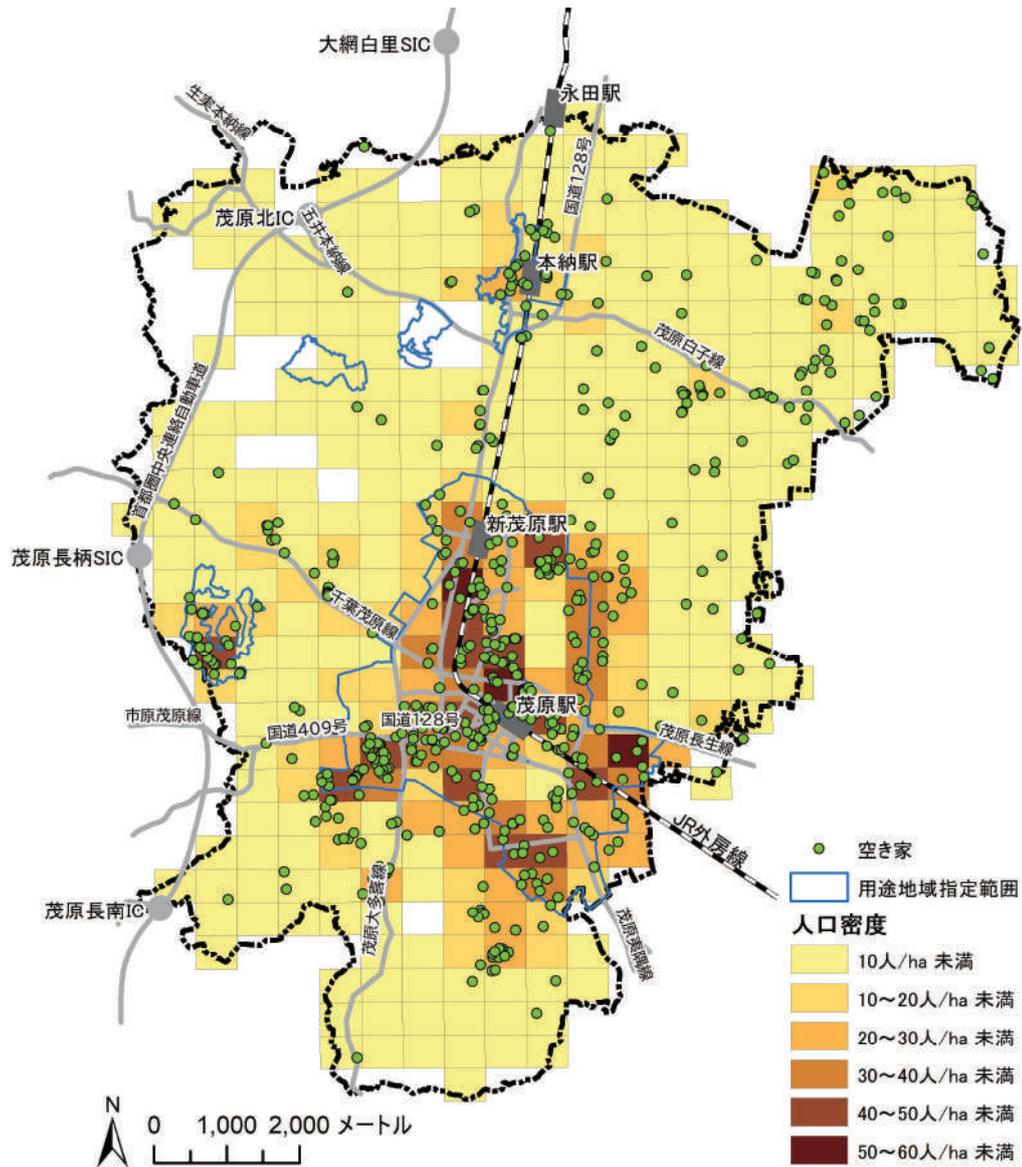 大網白里SIC
永田駅
生実本納線
国道128号
茂原北IC
五井本納線
本納駅
茂原白子線
首都圏中央連絡自動車道
新茂原駅
茂原長柄SIC
千葉茂原線
茂原駅
市原茂原線
国道409号
国道128号
茂原長生線
JR外房線
茂原長南IC
茂原大多喜線
茂原夷隅線
空き家
用途地域指定範囲
人口密度
10人/ha 未満
10～20人/ha 未満
20～30人/ha 未満
30～40人/ha 未満
40～50人/ha 未満
50～60人/ha 未満
N
0 1,000 2,000 メートル